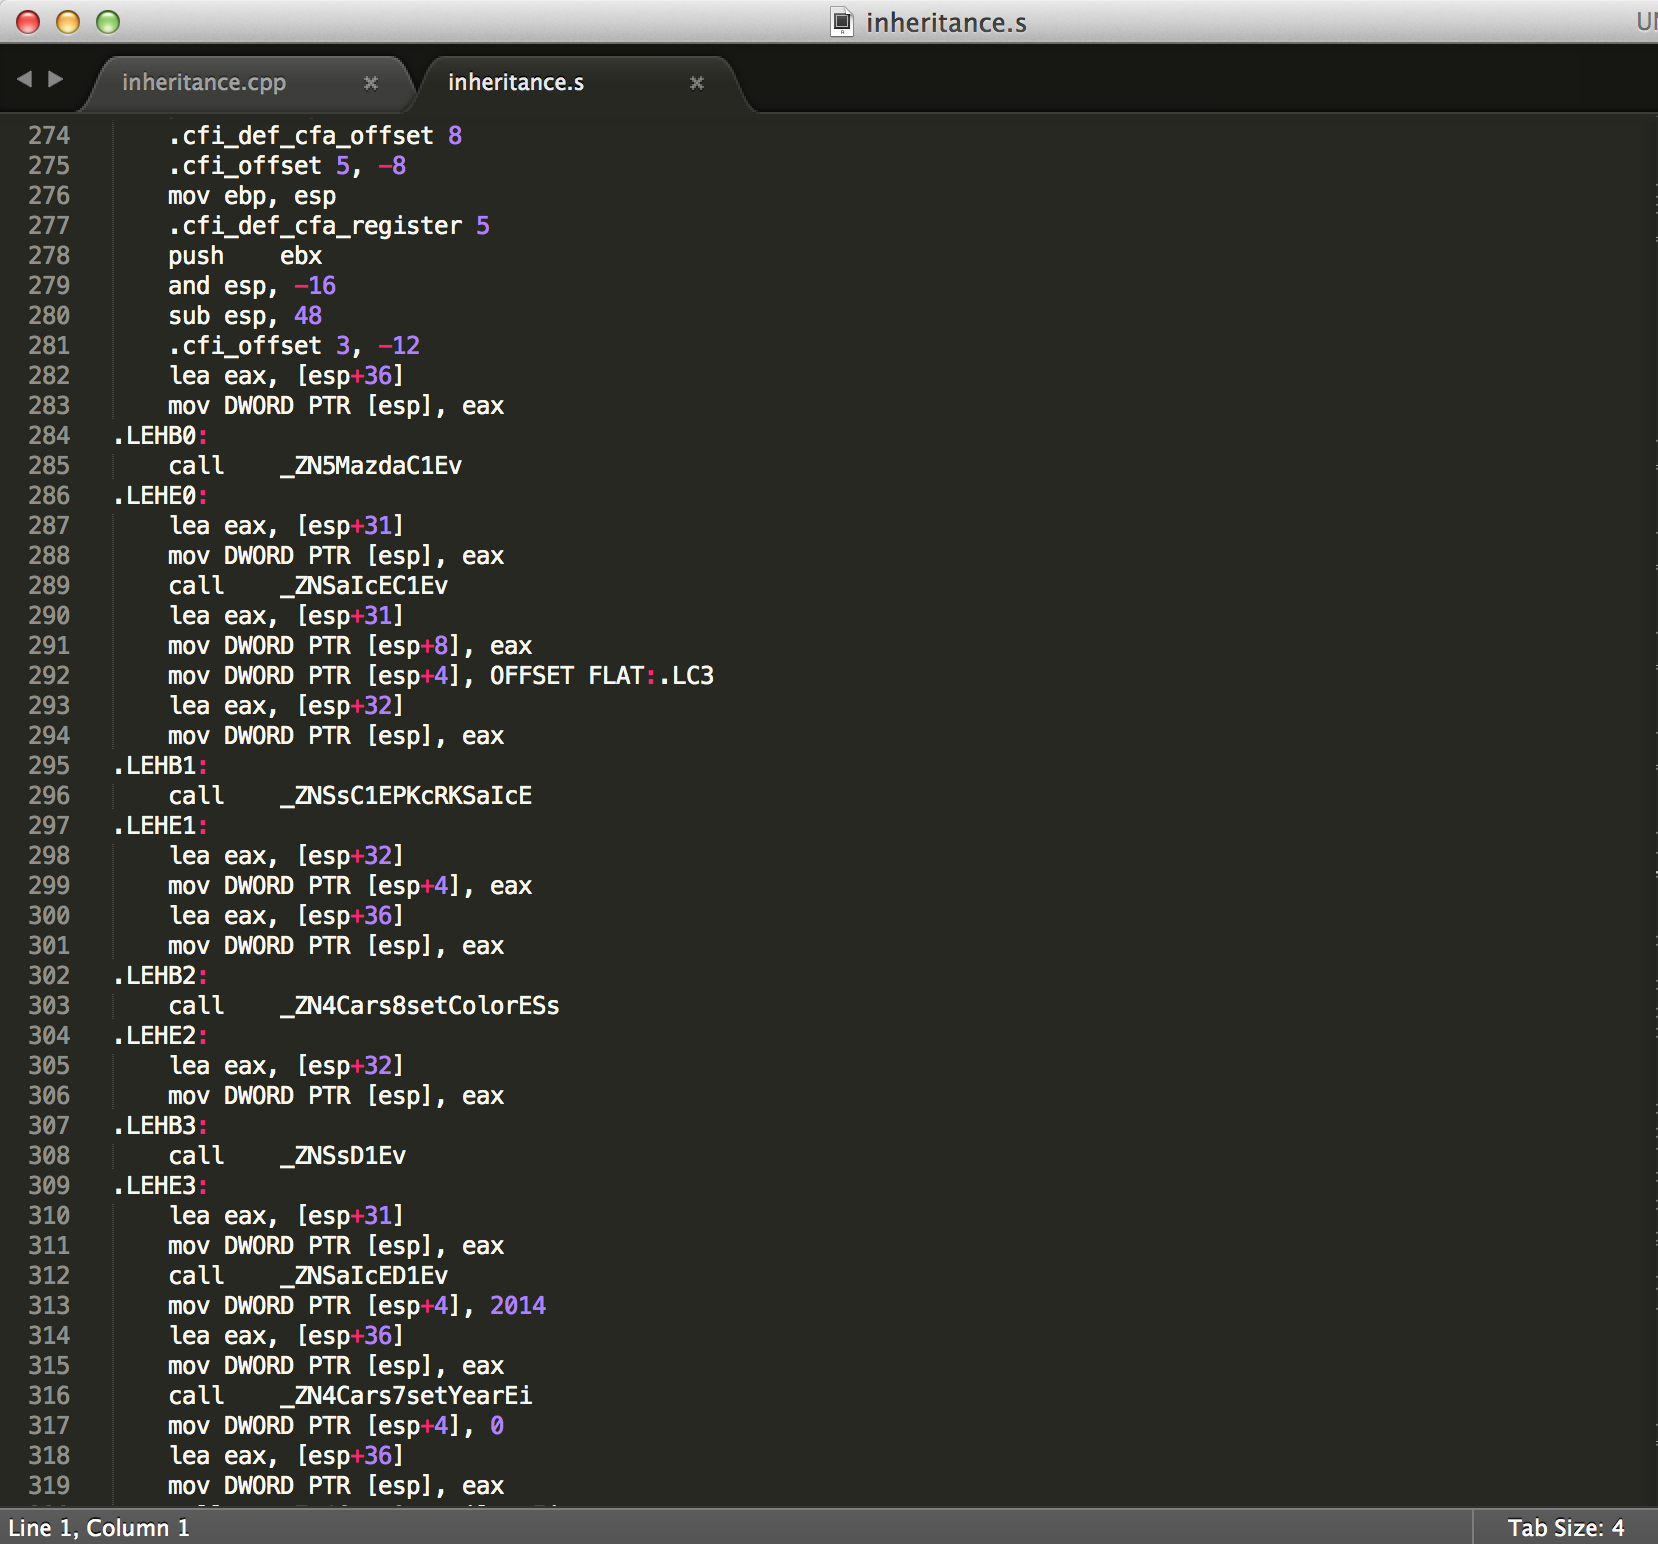 inheritance.s
UN
inheritance.cpp
inheritance.s
274 .cfi_def_cfa_offset 8
275 .cfi_offset 5, -8
276 mov ebp, esp
277 .cfi_def_cfa_register 5
278 push ebx
279 and esp, -16
280 sub esp, 48
281 .cfi_offset 3, -12
282 lea eax, [esp+36]
283 mov DWORD PTR [esp], eax
284 .LEHB0:
285 call _ZN5MazdaC1Ev
286 .LEHE0:
287 lea eax, [esp+31]
288 mov DWORD PTR [esp], eax
289 call _ZNSaIcEC1Ev
290 lea eax, [esp+31]
291 mov DWORD PTR [esp+8], eax
292 mov DWORD PTR [esp+4], OFFSET FLAT:.LC3
293 lea eax, [esp+32]
294 mov DWORD PTR [esp], eax
295 .LEHB1:
296 call _ZNSsC1EPKcRKSaIcE
297 .LEHE1:
298 lea eax, [esp+32]
299 mov DWORD PTR [esp+4], eax
300 lea eax, [esp+36]
301 mov DWORD PTR [esp], eax
302 .LEHB2:
303 call _ZN4Cars8setColorESs
304 .LEHE2:
305 lea eax, [esp+32]
306 mov DWORD PTR [esp], eax
307 .LEHB3:
308 call _ZNSsD1Ev
309 .LEHE3:
310 lea eax, [esp+31]
311 mov DWORD PTR [esp], eax
312 call _ZNSaIcED1Ev
313 mov DWORD PTR [esp+4], 2014
314 lea eax, [esp+36]
315 mov DWORD PTR [esp], eax
316 call _ZN4Cars7setYearEi
317 mov DWORD PTR [esp+4], 0
318 lea eax, [esp+36]
319 mov DWORD PTR [esp], eax
Line 1, Column 1
Tab Size: 4